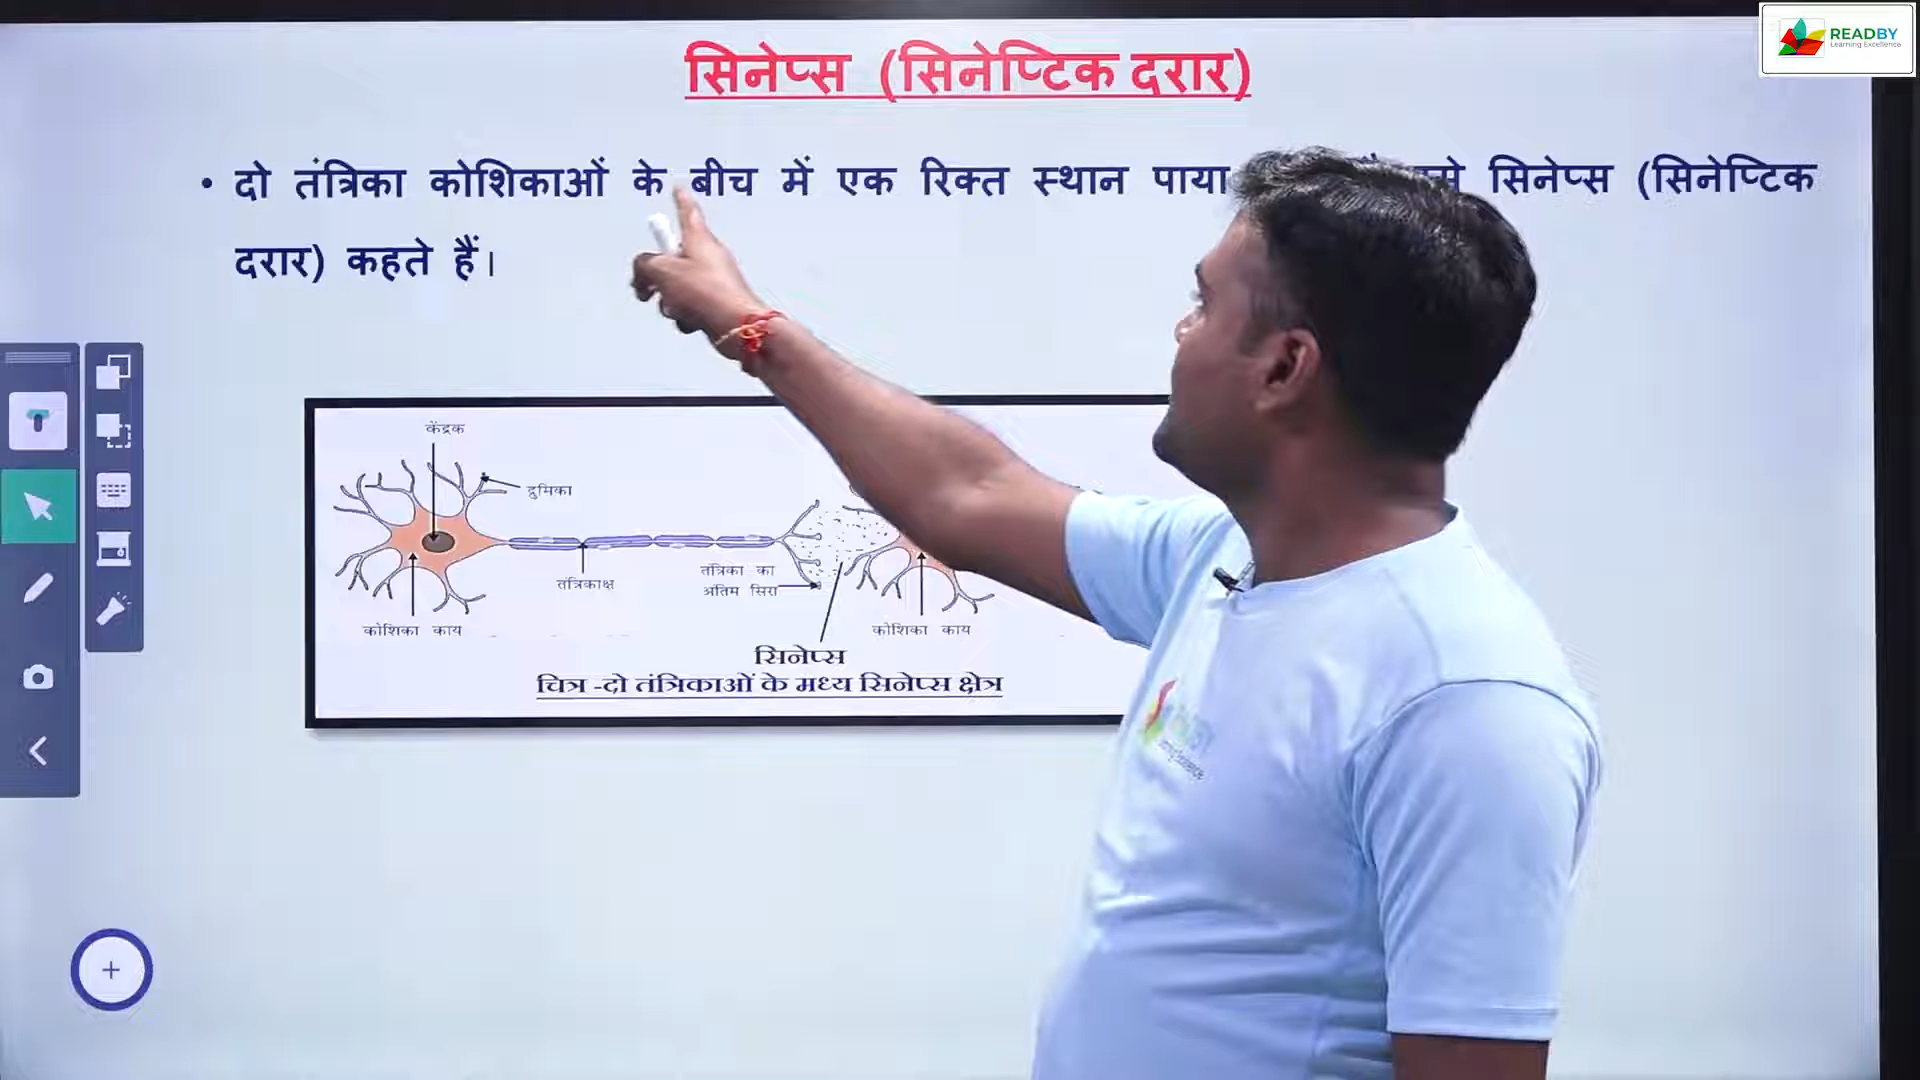 READBY
Learning Excellence
सिनेप्स (सिनेप्टिक दरार)
• दो तंत्रिका कोशिकाओं के बीच में एक रिक्त स्थान पाया सिनेप्स (सिनेप्टिक
दरार) कहते हैं।
केंद्रक
द्रुमिका
तंत्रिकाक्ष
तंत्रिका का
अंतिम सिरा
कोशिका काय
कोशिका काय
सिनेप्स
चित्र -दो तंत्रिकाओं के मध्य सिनेप्स क्षेत्र